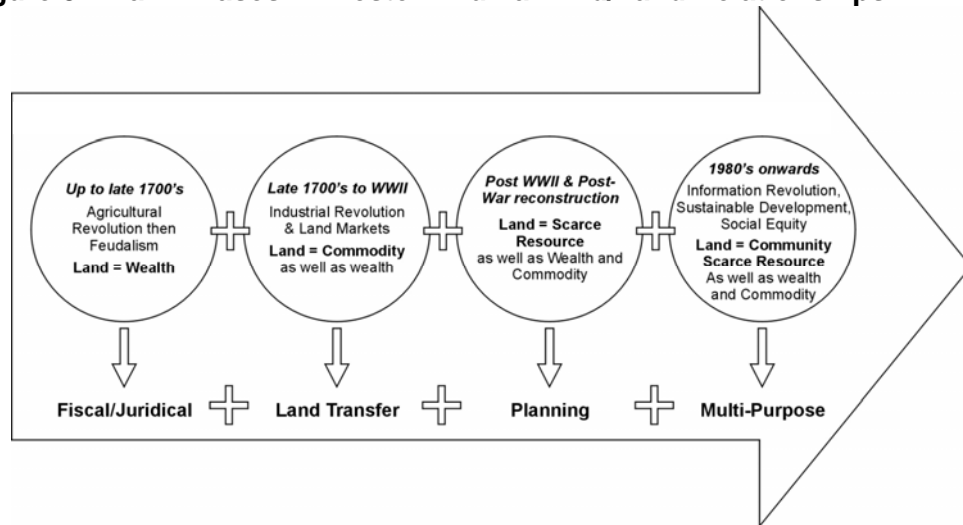 Up to late 1700's
Agricultural
Revolution then
Feudalism
Land = Wealth
Late 1700's to WWII
Industrial Revolution
& Land Markets
Land = Commodity
as well as wealth
Post WWII & Post-
War reconstruction
Land = Scarce
Resource
as well as Wealth and
Commodity
1980's onwards
Information Revolution,
Sustainable Development,
Social Equity
Land = Community
Scarce Resource
As well as wealth
and Commodity
Fiscal/Juridical
Land Transfer
Planning
Multi-Purpose